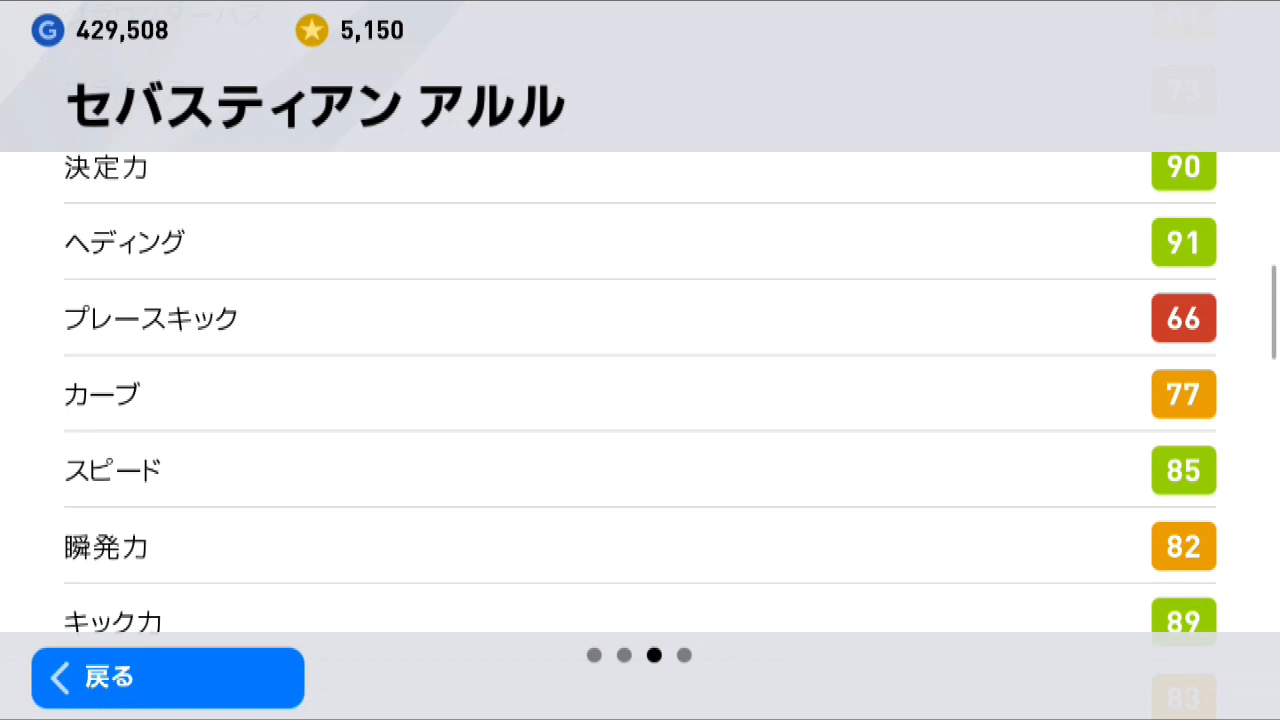 G 429,508 5,150
セバスティアン アルル
決定力 90
ヘディング 91
プレースキック 66
カーブ 77
スピード 85
瞬発力 82
キック力 89
83
戻る